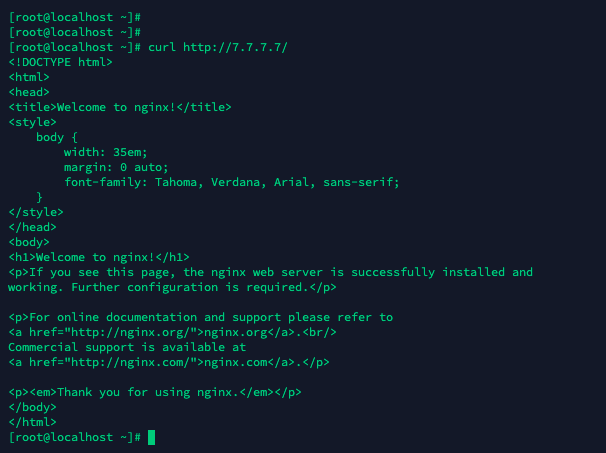 [root@localhost ~]#
[root@localhost ~]#
[root@localhost ~]# curl http://7.7.7.7/
<!DOCTYPE html>
<html>
<head>
<title>Welcome to nginx!</title>
<style>
    body {
        width: 35em;
        margin: 0 auto;
        font-family: Tahoma, Verdana, Arial, sans-serif;
    }
</style>
</head>
<body>
<h1>Welcome to nginx!</h1>
<p>If you see this page, the nginx web server is successfully installed and
working. Further configuration is required.</p>

<p>For online documentation and support please refer to
<a href="http://nginx.org/">nginx.org</a>.<br/>
Commercial support is available at
<a href="http://nginx.com/">nginx.com</a>.</p>

<p><em>Thank you for using nginx.</em></p>
</body>
</html>
[root@localhost ~]#